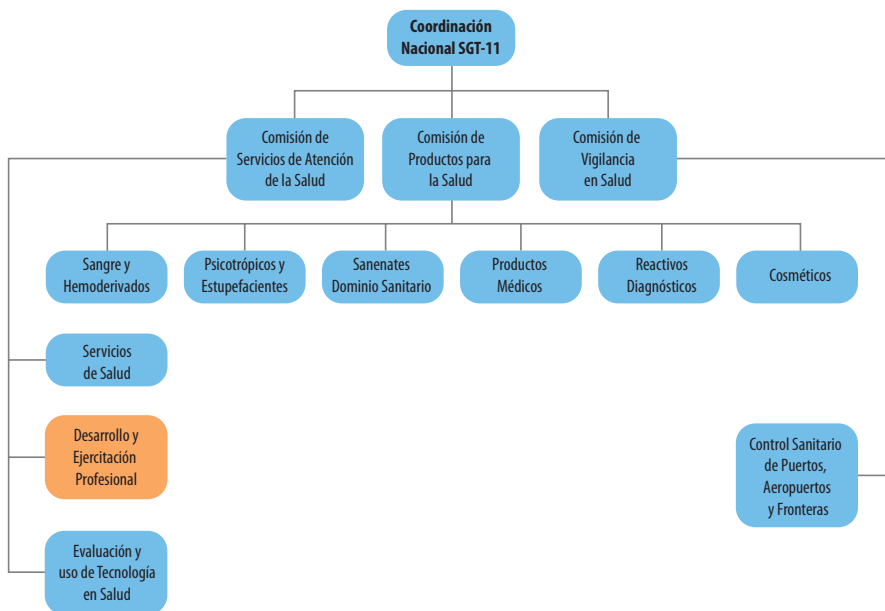 Coordinación
Nacional SGT-11
Comisión de
Servicios de Atención
de la Salud
Comisión de
Productos para
la Salud
Comisión de
Vigilancia
en Salud
Sangre y
Hemoderivados
Psicotrópicos y
Estupefacientes
Sanenates
Dominio Sanitario
Productos
Médicos
Reactivos
Diagnósticos
Cosméticos
Servicios
de Salud
Desarrollo y
Ejercitación
Profesional
Control Sanitario
de Puertos,
Aeropuertos
y Fronteras
Evaluación y
uso de Tecnología
en Salud